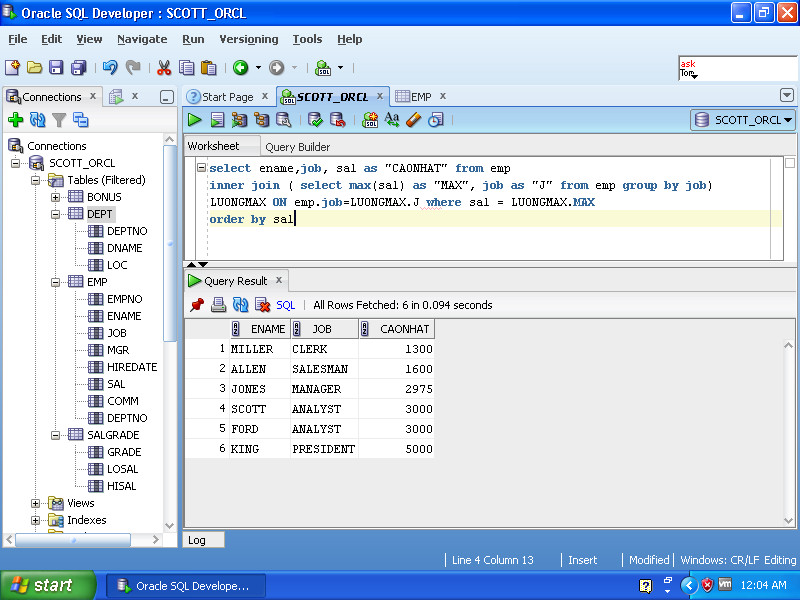 Oracle SQL Developer : SCOTT_ORCL
File Edit View Navigate Run Versioning Tools Help
ask
Tom
Connections
Start Page
SCOTT_ORCL
EMP
SCOTT_ORCL
Connections
SCOTT_ORCL
Tables (Filtered)
BONUS
DEPT
DEPTNO
DNAME
LOC
EMP
EMPNO
ENAME
JOB
MGR
HIREDATE
SAL
COMM
DEPTNO
SALGRADE
GRADE
LOSAL
HISAL
Views
Indexes
Worksheet Query Builder
select ename,job, sal as "CAONHAT" from emp
inner join ( select max(sal) as "MAX", job as "J" from emp group by job)
LUONGMAX ON emp.job=LUONGMAX.J where sal = LUONGMAX.MAX
order by sal
Query Result
SQL All Rows Fetched: 6 in 0.094 seconds
ENAME JOB CAONHAT
1 MILLER CLERK 1300
2 ALLEN SALESMAN 1600
3 JONES MANAGER 2975
4 SCOTT ANALYST 3000
5 FORD ANALYST 3000
6 KING PRESIDENT 5000
Log
Line 4 Column 13 Insert Modified Windows: CR/LF Editing
start Oracle SQL Develope... 12:04 AM